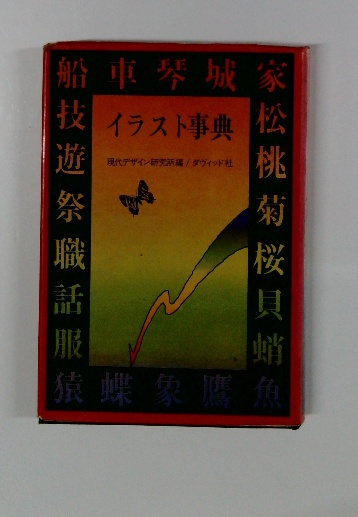 船 車 琴 城 家
技
遊
祭
職
話
服
猿 蝶 象 鷹 魚
松
桃
菊
桜
貝
蛸
イラスト事典
現代デザイン研究所編/ダヴィッド社